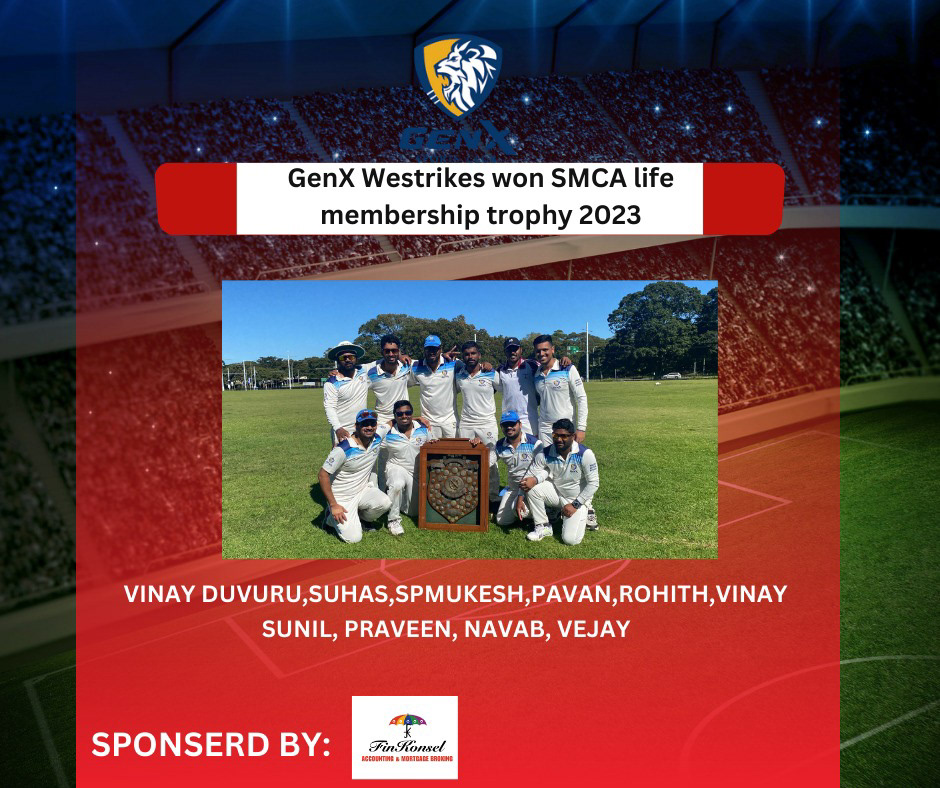 GenX
GenX Westrikes won SMCA life
membership trophy 2023
VINAY DUVURU,SUHAS,SPMUKESH,PAVAN,ROHITH,VINAY
SUNIL, PRAVEEN, NAVAB, VEJAY
SPONSERD BY:
FinKonsel
ACCOUNTING & MORTGAGE BROKING